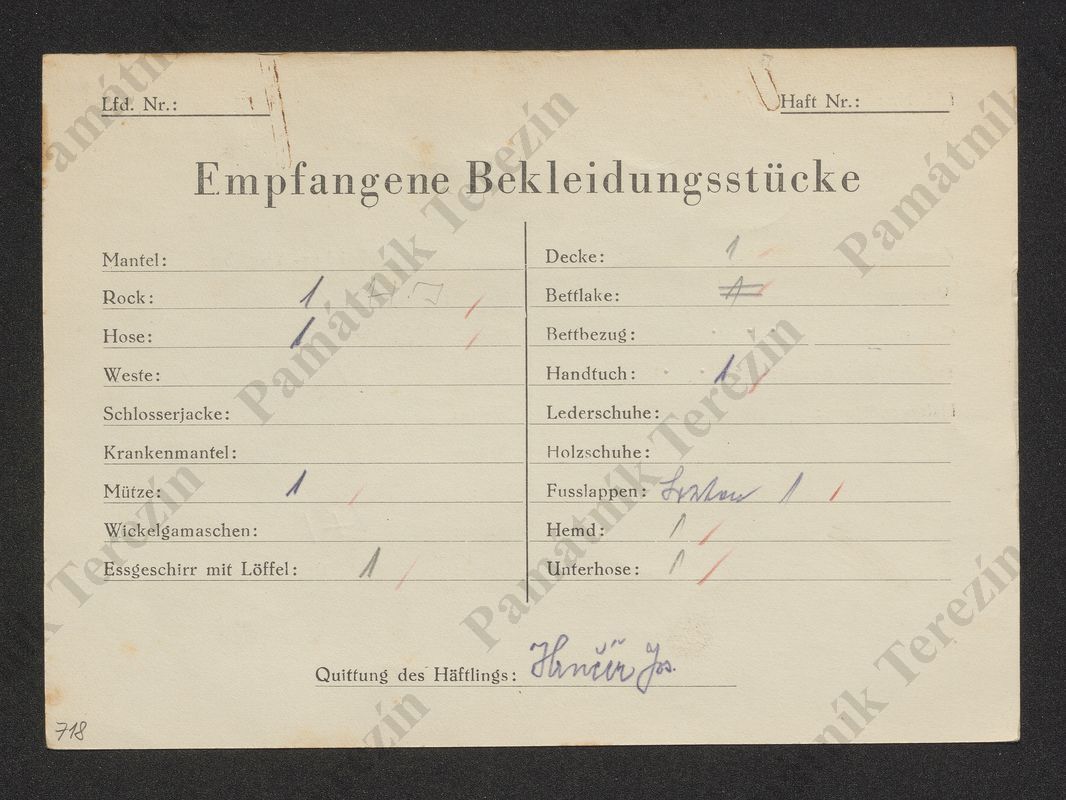 Lfd. Nr.:
Haft Nr.:
Empfangene Bekleidungsstücke
Mantel:
Rock: 1
Hose: 1
Weste:
Schlosserjacke:
Krankenmantel:
Mütze: 1
Wickelgamaschen:
Essgeschirr mit Löffel: 1
Decke: 1
Bettlake: 1
Bettbezug:
Handtuch: 1
Lederschuhe:
Holzschuhe:
Fusslappen: 1
Hemd: 1
Unterhose: 1
Quittung des Häftlings: Jos.
718
Památník Terezín